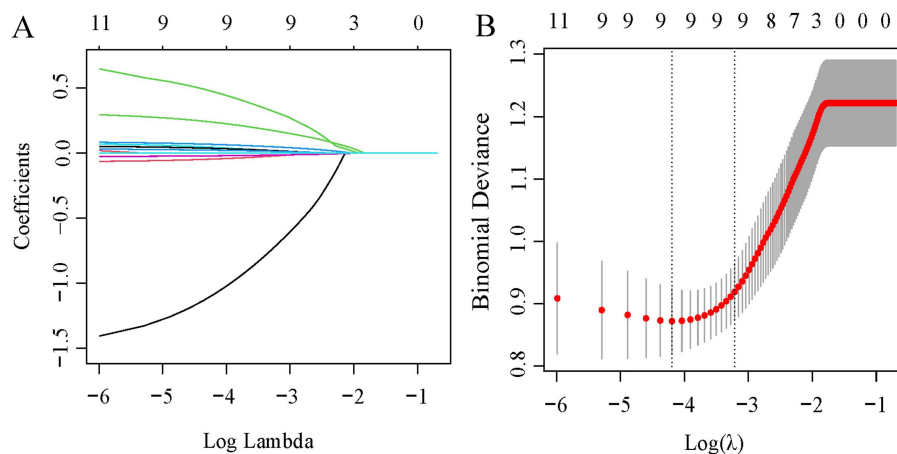 A
11 9 9 9 3 0
Coefficients
0.5
0.0
−0.5
−1.0
−1.5
−6 −5 −4 −3 −2 −1
Log Lambda
B
11 9 9 9 9 9 9 8 7 3 0 0 0
Binomial Deviance
1.3
1.2
1.1
1.0
0.9
0.8
−6 −5 −4 −3 −2 −1
Log(λ)